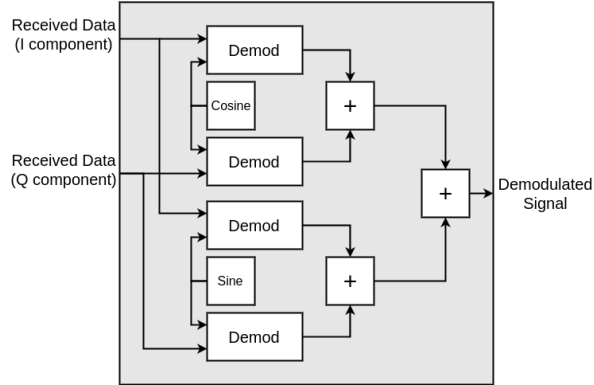 Received Data
(I component)
Demod
Cosine
+
Demod
Received Data
(Q component)
+
Demodulated
Signal
Demod
Sine
+
Demod